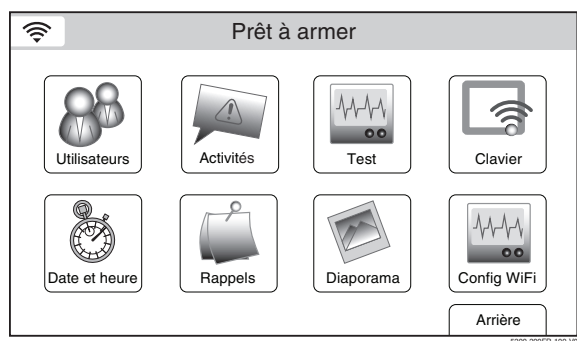 Prêt à armer
Utilisateurs
Activités
Test
Clavier
Date et heure
Rappels
Diaporama
Config WiFi
Arrière